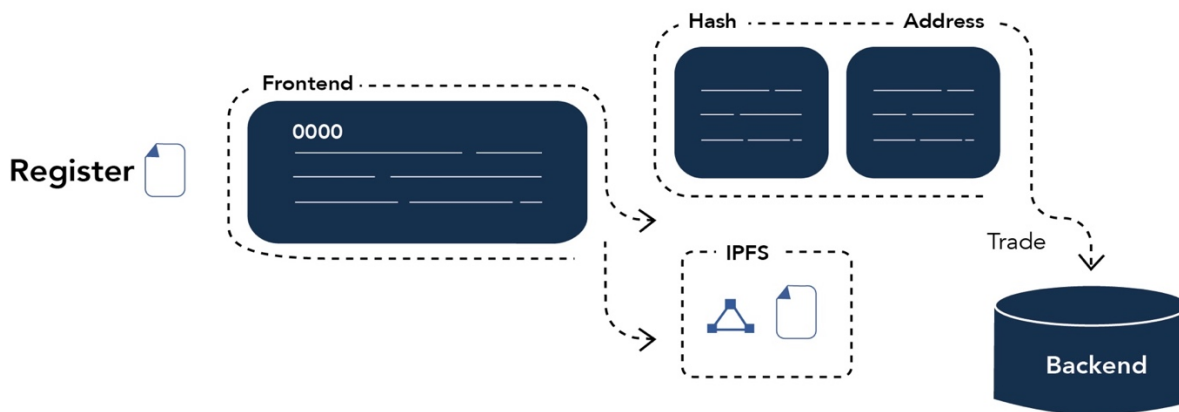 Register
Frontend
0000
Hash
Address
IPFS
Trade
Backend